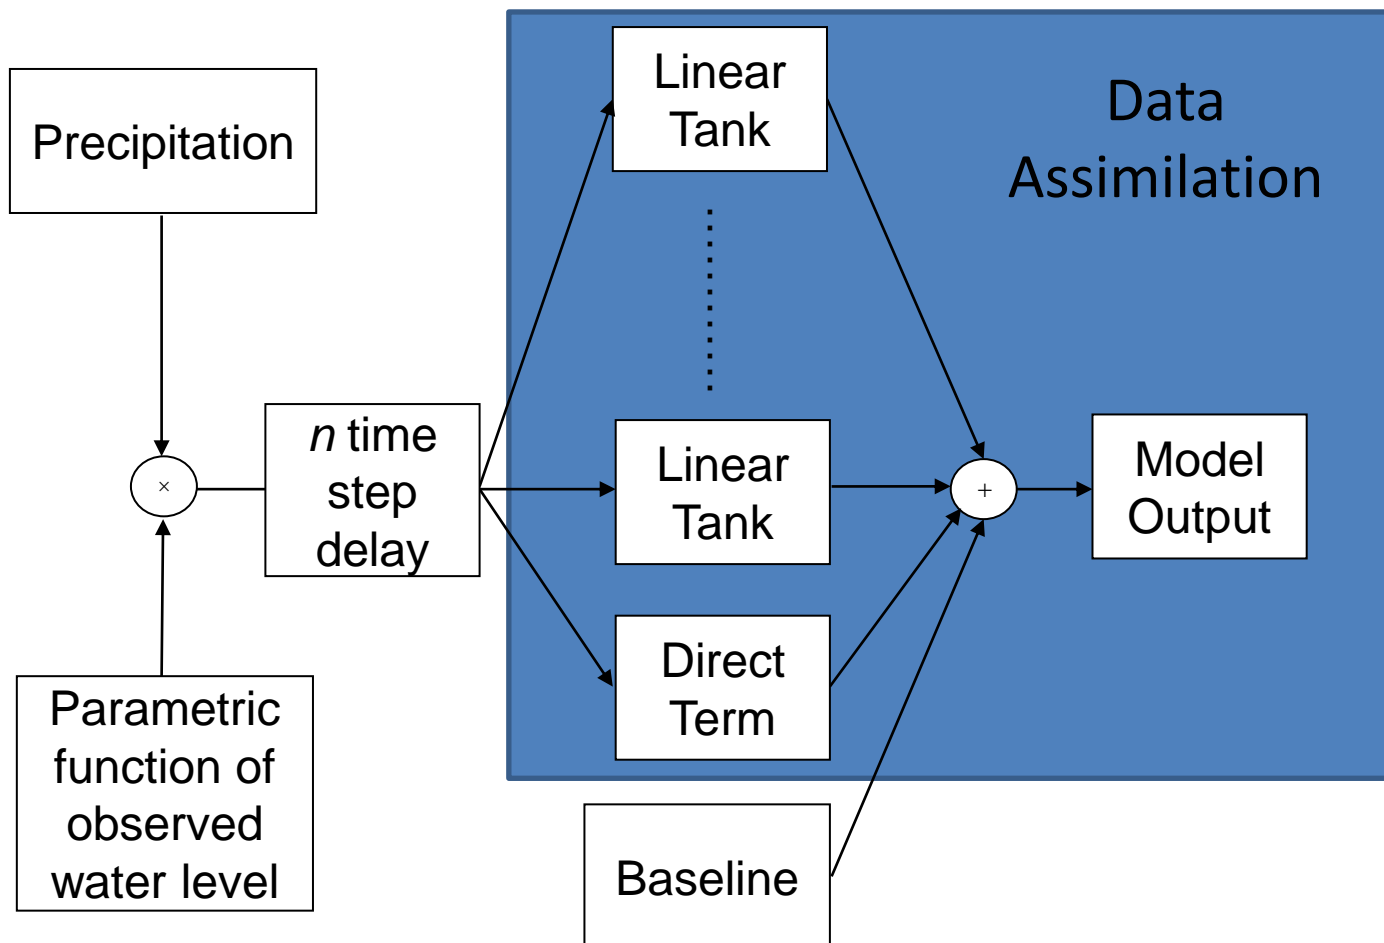 Precipitation
×
Parametric
function of
observed
water level
n time
step
delay
Linear
Tank
Linear
Tank
Direct
Term
Baseline
+
Model
Output
Data
Assimilation